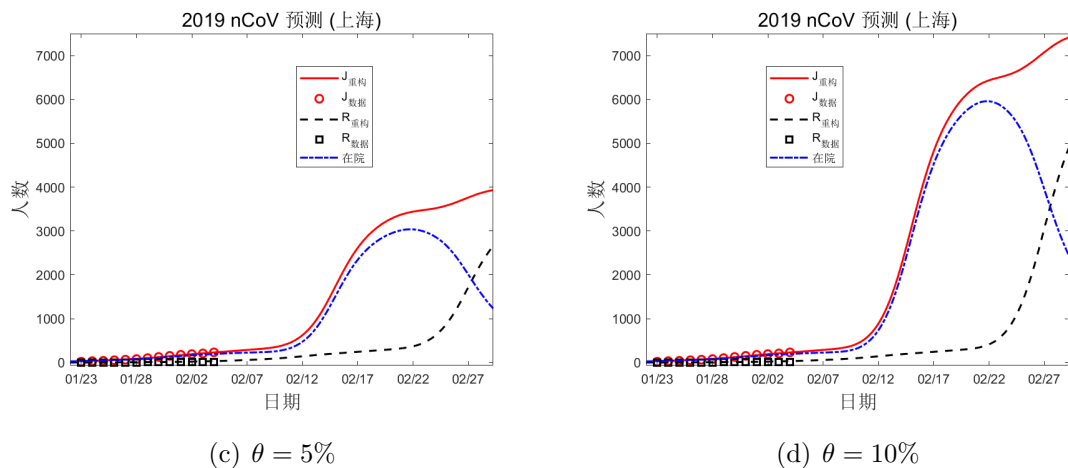 2019 nCoV 预测 (上海)
7000
6000
5000
4000
3000
2000
1000
0
人数
J重构
J数据
R重构
R数据
在院
01/23 01/28 02/02 02/07 02/12 02/17 02/22 02/27
日期
(c) θ = 5%
2019 nCoV 预测 (上海)
7000
6000
5000
4000
3000
2000
1000
0
人数
J重构
J数据
R重构
R数据
在院
01/23 01/28 02/02 02/07 02/12 02/17 02/22 02/27
日期
(d) θ = 10%